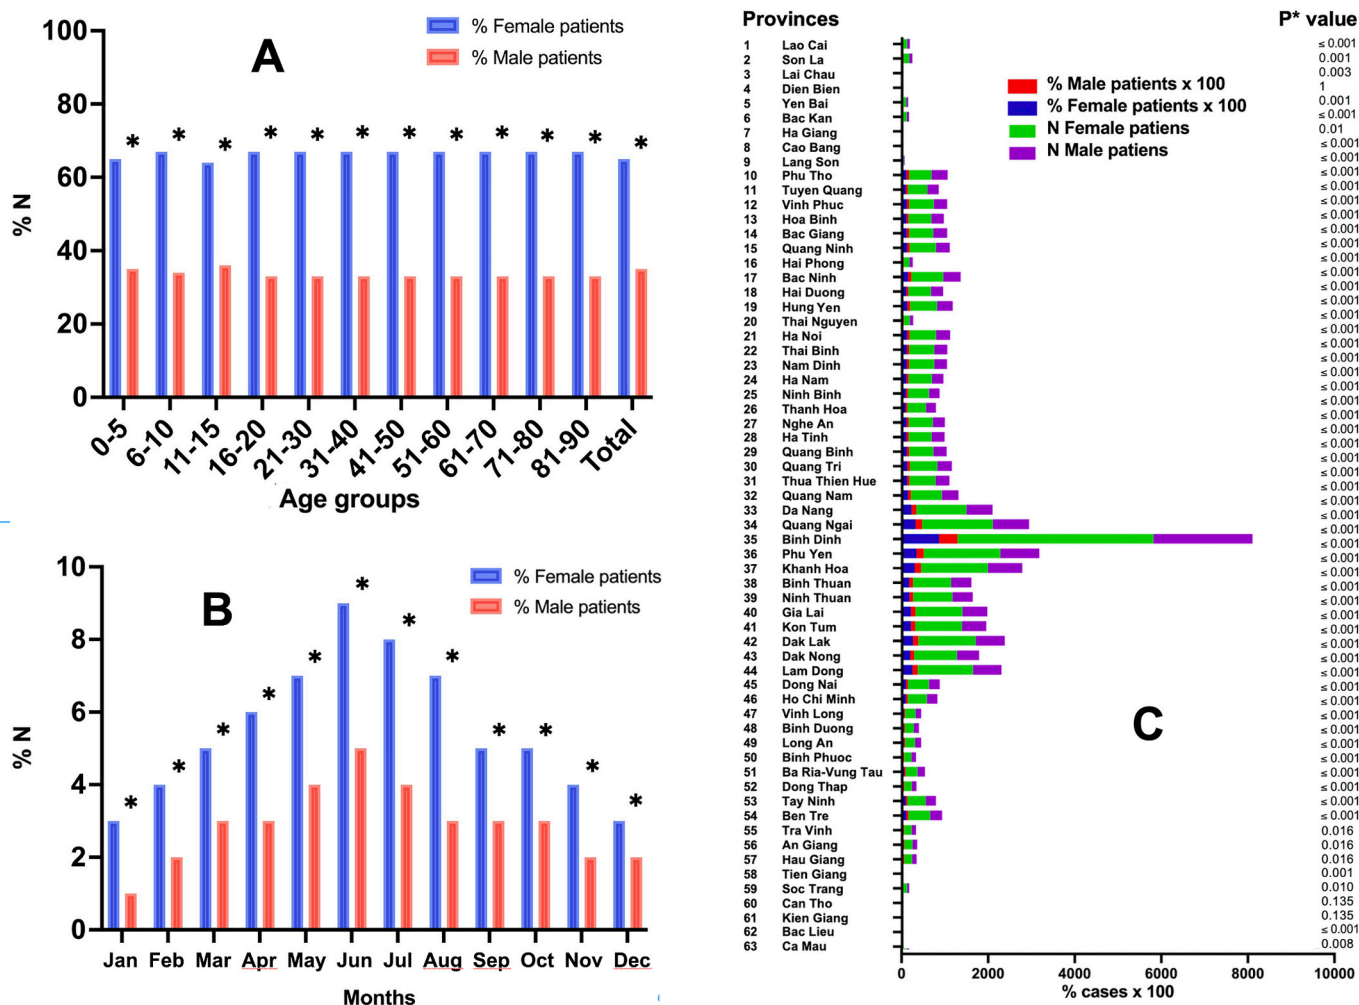 100
80
60
40
20
0
% N
A
% Female patients
% Male patients
* * * * * * * * * * * *
0-5 6-10 11-15 16-20 21-30 31-40 41-50 51-60 61-70 71-80 81-90 Total
Age groups
10
8
6
4
2
0
% N
B
% Female patients
% Male patients
* * * * * * * * * * * *
Jan Feb Mar Apr May Jun Jul Aug Sep Oct Nov Dec
Months
Provinces P* value
% Male patients x 100
% Female patients x 100
N Female patiens
N Male patiens
C
1 Lao Cai ≤ 0.001
2 Son La 0.001
3 Lai Chau 0.003
4 Dien Bien 1
5 Yen Bai 0.001
6 Bac Kan ≤ 0.001
7 Ha Giang 0.01
8 Cao Bang ≤ 0.001
9 Lang Son ≤ 0.001
10 Phu Tho ≤ 0.001
11 Tuyen Quang ≤ 0.001
12 Vinh Phuc ≤ 0.001
13 Hoa Binh ≤ 0.001
14 Bac Giang ≤ 0.001
15 Quang Ninh ≤ 0.001
16 Hai Phong ≤ 0.001
17 Bac Ninh ≤ 0.001
18 Hai Duong ≤ 0.001
19 Hung Yen ≤ 0.001
20 Thai Nguyen ≤ 0.001
21 Ha Noi ≤ 0.001
22 Thai Binh ≤ 0.001
23 Nam Dinh ≤ 0.001
24 Ha Nam ≤ 0.001
25 Ninh Binh ≤ 0.001
26 Thanh Hoa ≤ 0.001
27 Nghe An ≤ 0.001
28 Ha Tinh ≤ 0.001
29 Quang Binh ≤ 0.001
30 Quang Tri ≤ 0.001
31 Thua Thien Hue ≤ 0.001
32 Quang Nam ≤ 0.001
33 Da Nang ≤ 0.001
34 Quang Ngai ≤ 0.001
35 Binh Dinh ≤ 0.001
36 Phu Yen ≤ 0.001
37 Khanh Hoa ≤ 0.001
38 Binh Thuan ≤ 0.001
39 Ninh Thuan ≤ 0.001
40 Gia Lai ≤ 0.001
41 Kon Tum ≤ 0.001
42 Dak Lak ≤ 0.001
43 Dak Nong ≤ 0.001
44 Lam Dong ≤ 0.001
45 Dong Nai ≤ 0.001
46 Ho Chi Minh ≤ 0.001
47 Vinh Long ≤ 0.001
48 Binh Duong ≤ 0.001
49 Long An ≤ 0.001
50 Binh Phuoc ≤ 0.001
51 Ba Ria-Vung Tau ≤ 0.001
52 Dong Thap ≤ 0.001
53 Tay Ninh ≤ 0.001
54 Ben Tre ≤ 0.001
55 Tra Vinh 0.016
56 An Giang 0.016
57 Hau Giang 0.016
58 Tien Giang 0.001
59 Soc Trang 0.010
60 Can Tho 0.135
61 Kien Giang 0.135
62 Bac Lieu ≤ 0.001
63 Ca Mau 0.008
0 2000 4000 6000 8000 10000
% cases x 100